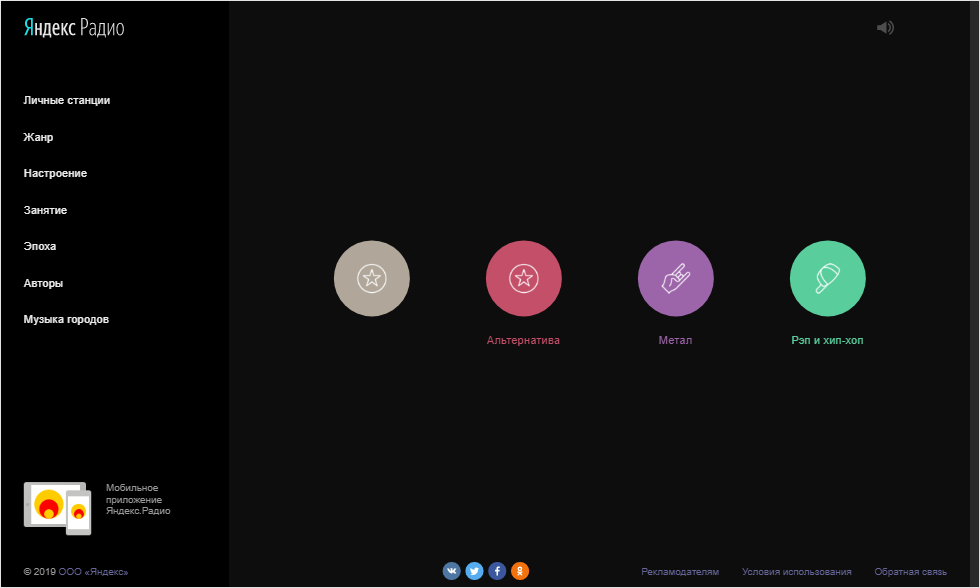 Яндекс Радио
Личные станции
Жанр
Настроение
Занятие
Эпоха
Авторы
Музыка городов
Альтернатива
Метал
Рэп и хип-хоп
Мобильное
приложение
Яндекс.Радио
© 2019 ООО «Яндекс»
Рекламодателям
Условия использования
Обратная связь